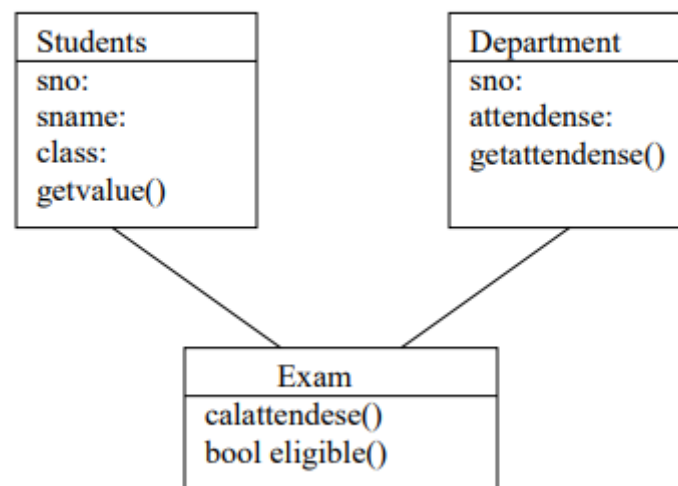 Students
sno:
sname:
class:
getvalue()
Department
sno:
attendense:
getattendense()
Exam
calattendese()
bool eligible()